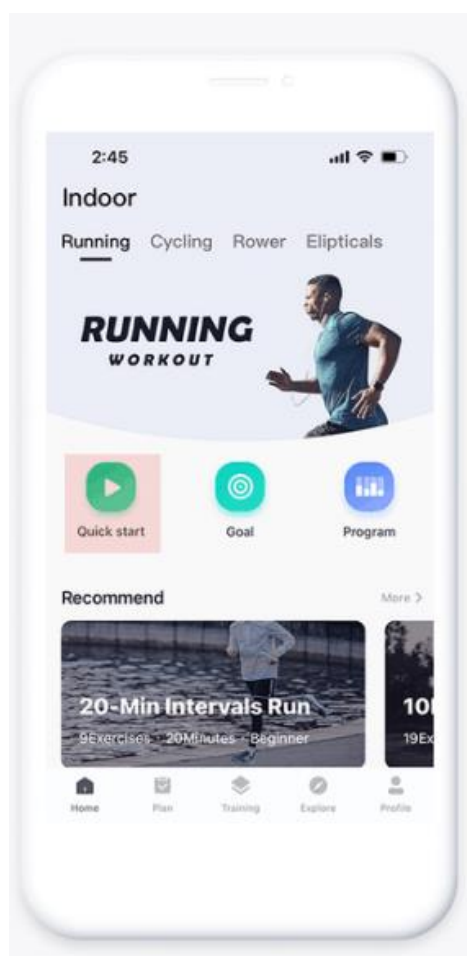 2:45
Indoor
Running Cycling Rower Elipticals
RUNNING
WORKOUT
Quick start Goal Program
Recommend More >
20-Min Intervals Run 10
9Exercises · 20Minutes · Beginner 19Ex
Home Plan Training Explore Profile